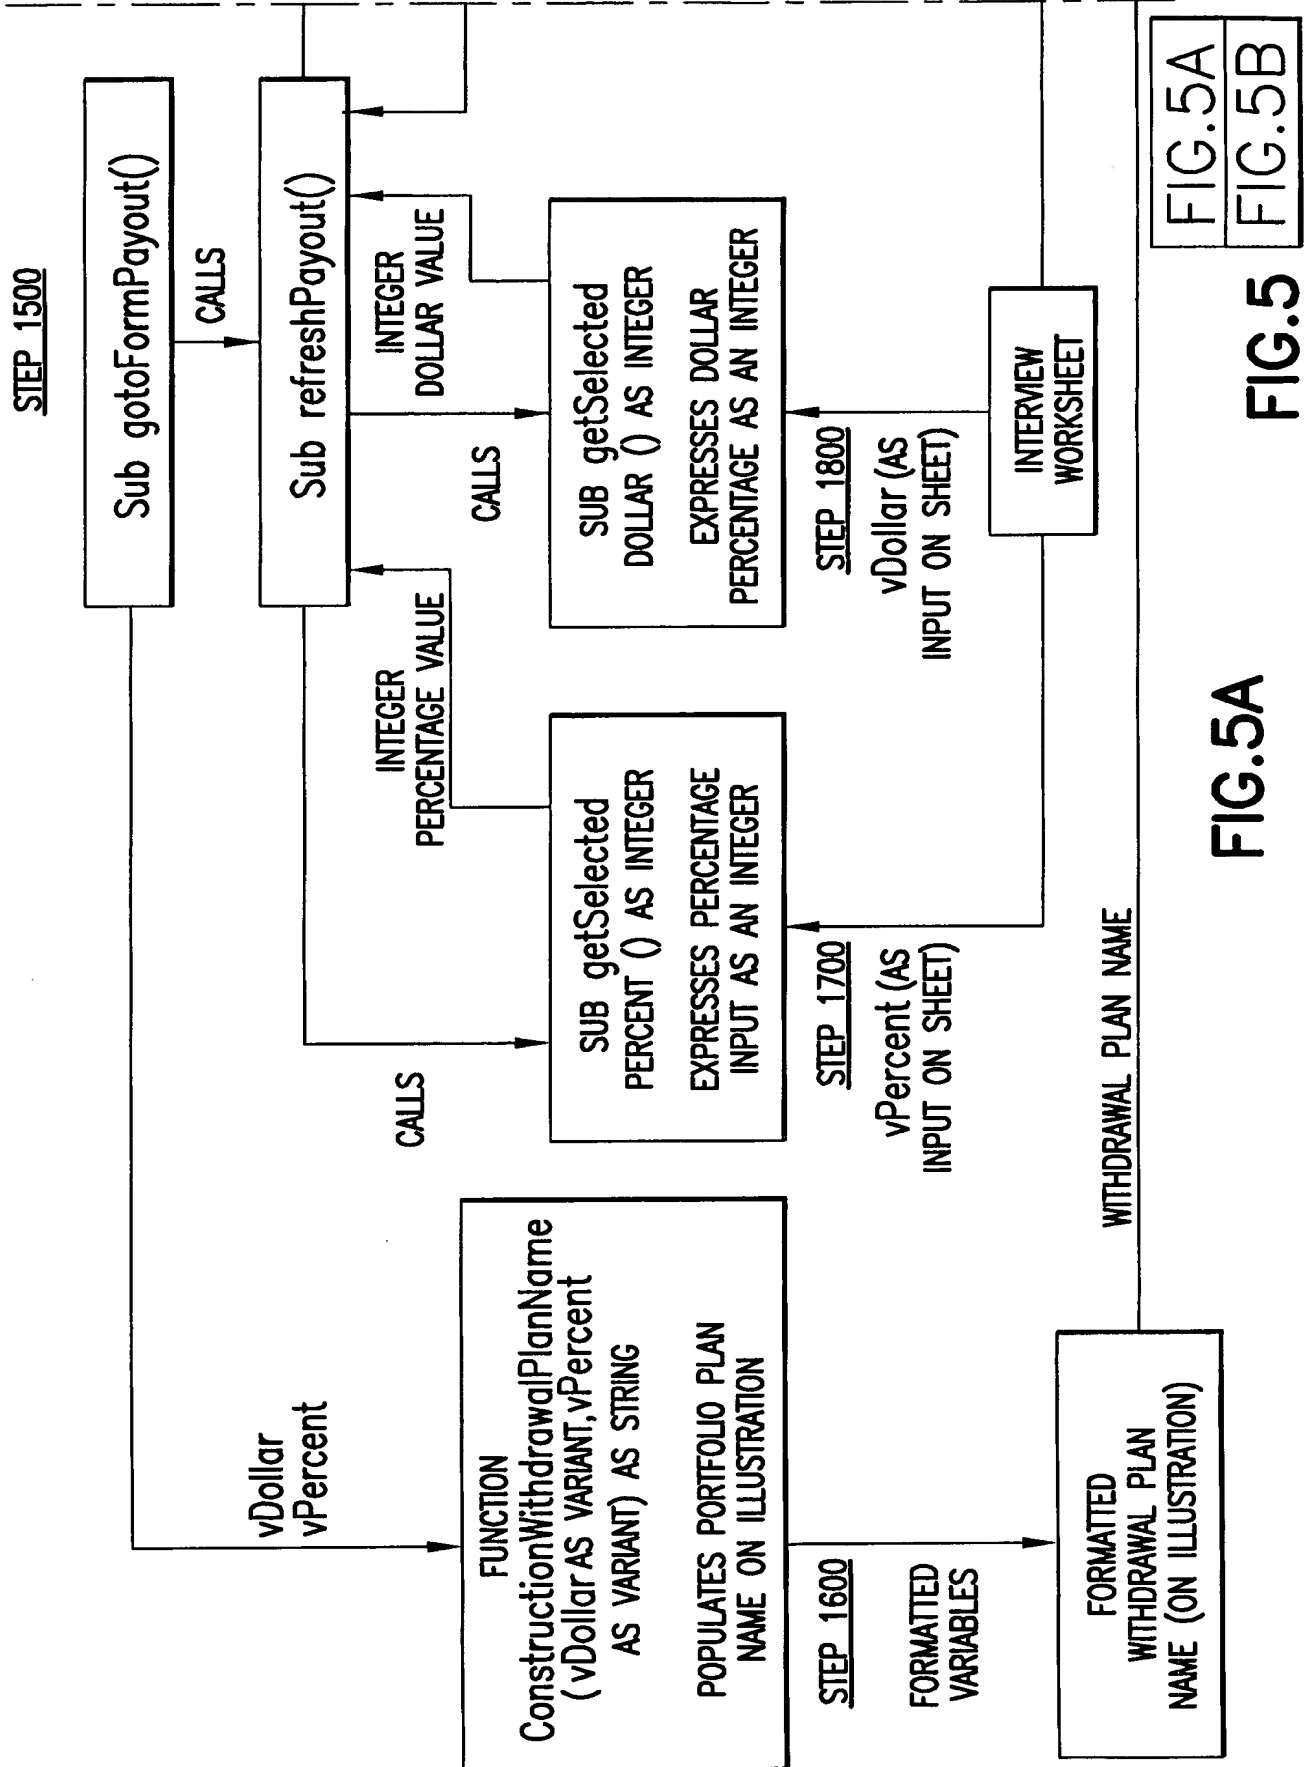 STEP 1500
Sub gotoFormPayout()
CALLS
Sub refreshPayout()
vDollar
vPercent
CALLS
INTEGER
PERCENTAGE VALUE
CALLS
INTEGER
DOLLAR VALUE
FUNCTION
ConstructionWithdrawalPlanName
(vDollar AS VARIANT,vPercent
AS VARIANT) AS STRING
POPULATES PORTFOLIO PLAN
NAME ON ILLUSTRATION
SUB getSelected
PERCENT () AS INTEGER
EXPRESSES PERCENTAGE
INPUT AS AN INTEGER
SUB getSelected
DOLLAR () AS INTEGER
EXPRESSES DOLLAR
PERCENTAGE AS AN INTEGER
STEP 1600
FORMATTED
VARIABLES
STEP 1700
vPercent (AS
INPUT ON SHEET)
STEP 1800
vDollar (AS
INPUT ON SHEET)
INTERVIEW
WORKSHEET
FORMATTED
WITHDRAWAL PLAN
NAME (ON ILLUSTRATION)
WITHDRAWAL PLAN NAME
FIG.5A
FIG.5
FIG.5A
FIG.5B